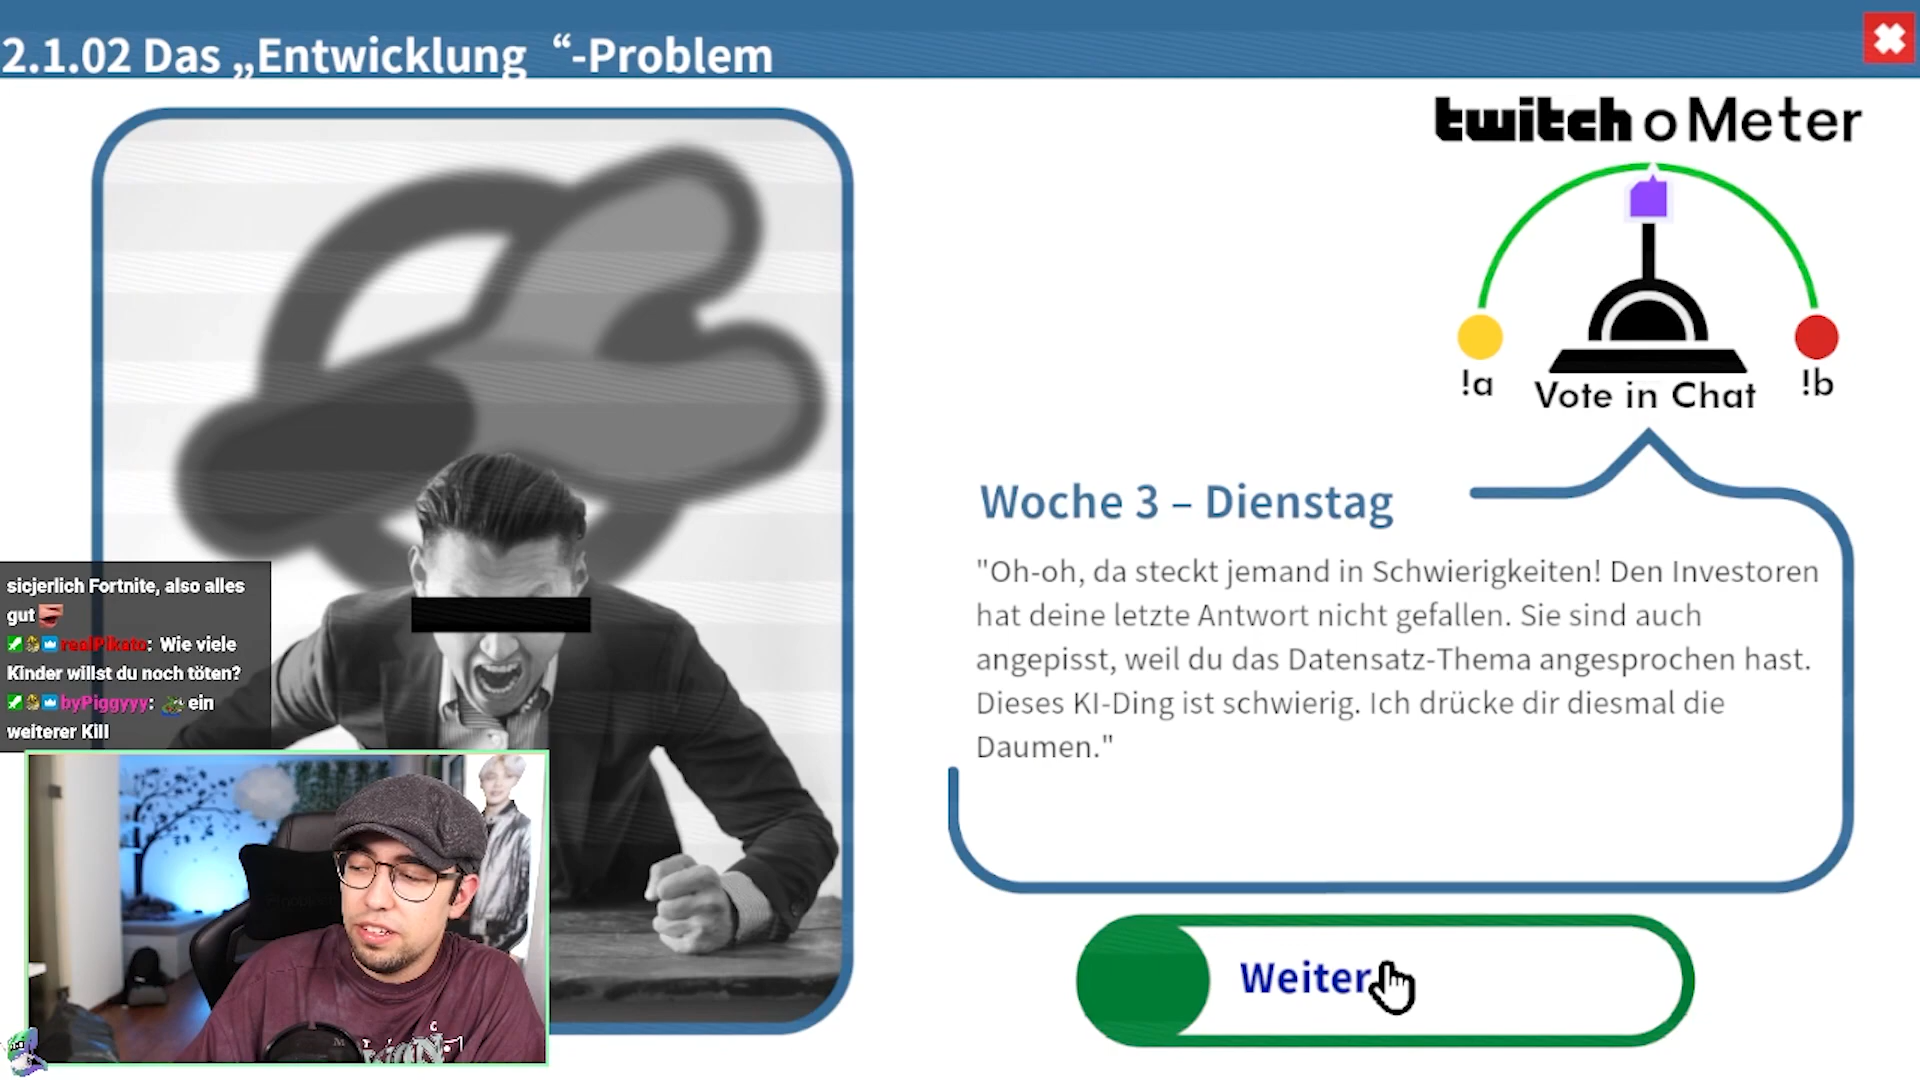 2.1.02 Das „Entwicklung “-Problem
twitch o Meter
!a
Vote in Chat
!b
Woche 3 – Dienstag
"Oh-oh, da steckt jemand in Schwierigkeiten! Den Investoren
hat deine letzte Antwort nicht gefallen. Sie sind auch
angepisst, weil du das Datensatz-Thema angesprochen hast.
Dieses KI-Ding ist schwierig. Ich drücke dir diesmal die
Daumen."
Weiter
sicjerlich Fortnite, also alles
gut
realPikato: Wie viele
Kinder willst du noch töten?
byPiggyyy: ein
weiterer Kill